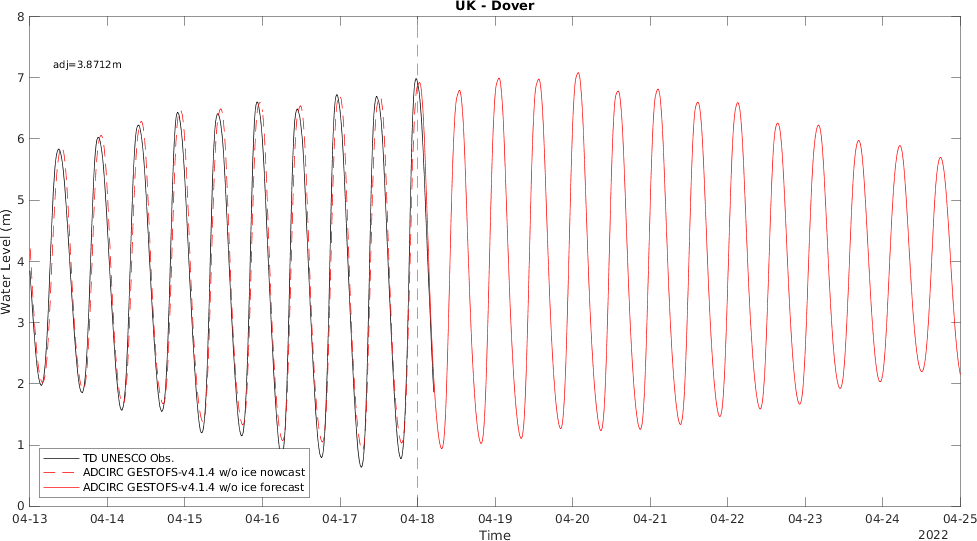 UK - Dover
adj=3.8712m
Water Level (m)
8
7
6
5
4
3
2
1
0
TD UNESCO Obs.
ADCIRC GESTOFS-v4.1.4 w/o ice nowcast
ADCIRC GESTOFS-v4.1.4 w/o ice forecast
04-13 04-14 04-15 04-16 04-17 04-18 04-19 04-20 04-21 04-22 04-23 04-24 04-25
Time
2022